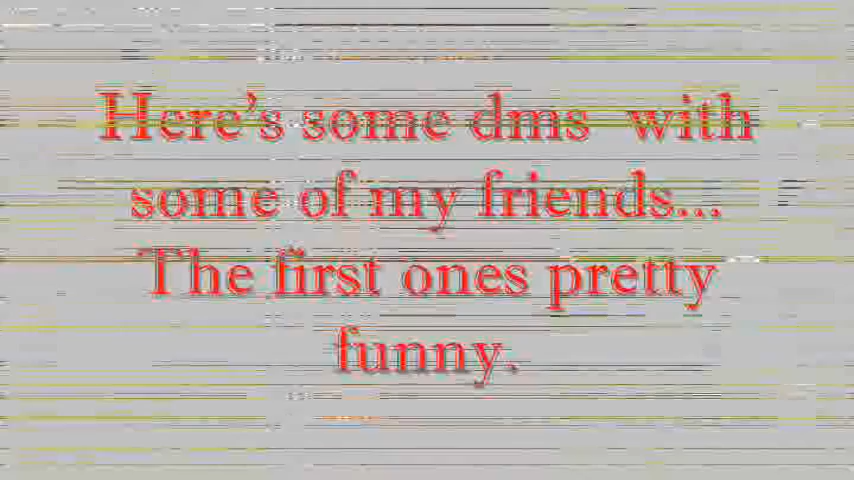 Here's some dms with
some of my friends...
The first ones pretty
funny.